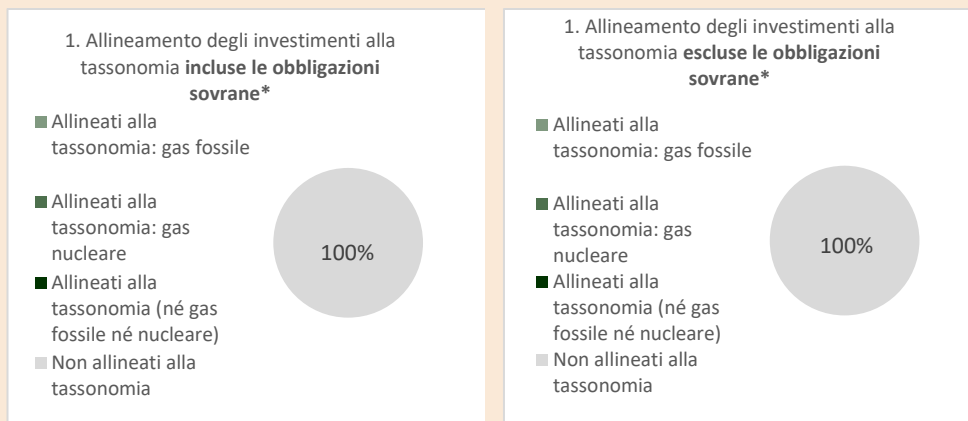 1. Allineamento degli investimenti alla
tassonomia incluse le obbligazioni
sovrane*
Allineati alla
tassonomia: gas fossile
Allineati alla
tassonomia: gas
nucleare
Allineati alla
tassonomia (né gas
fossile né nucleare)
Non allineati alla
tassonomia
100%
1. Allineamento degli investimenti alla
tassonomia escluse le obbligazioni
sovrane*
Allineati alla
tassonomia: gas fossile
Allineati alla
tassonomia: gas
nucleare
Allineati alla
tassonomia (né gas
fossile né nucleare)
Non allineati alla
tassonomia
100%